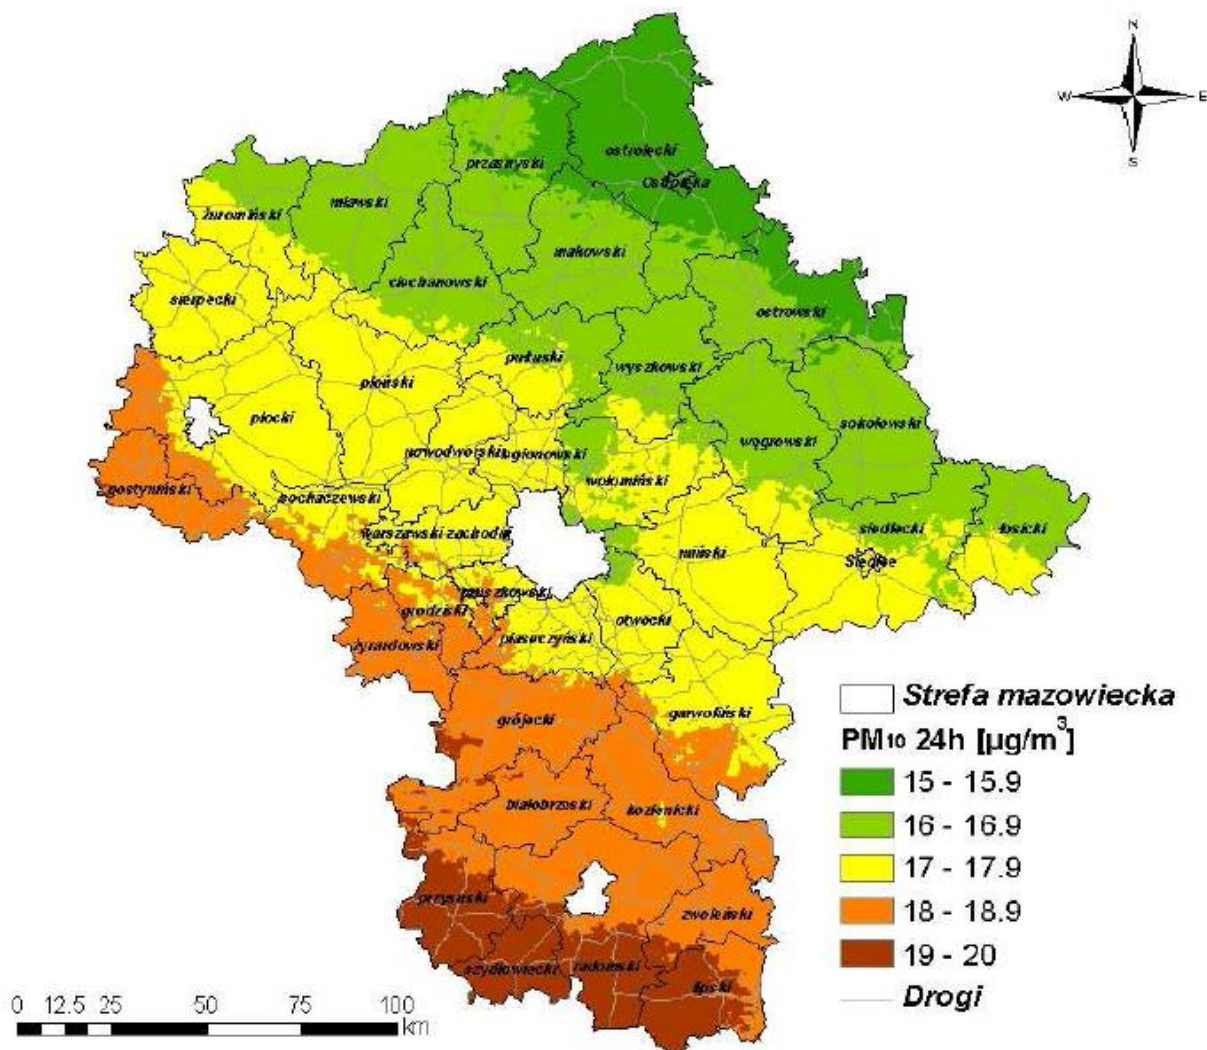 N
W E
S
ostrołęcki
przasnyski
Ostrołęka
żuromiński
mławski
makowski
ciechanowski
sierpecki
ostrowski
pułtuski
wyszkowski
płoński
płocki
sokołowski
węgrowski
nowodworski
legionowski
wołomiński
gostyniński
sochaczewski
warszawski zachodni
siedlecki
łosicki
miński
Siedlce
pruszkowski
grodziski
otwocki
piaseczyński
żyrardowski
garwoliński
grójecki
białobrzeski
kozienicki
przysuski
zwoleński
szydłowiecki
radomski
lipski
Strefa mazowiecka
PM10 24h [µg/m3]
15 - 15.9
16 - 16.9
17 - 17.9
18 - 18.9
19 - 20
Drogi
0 12.5 25 50 75 100
km